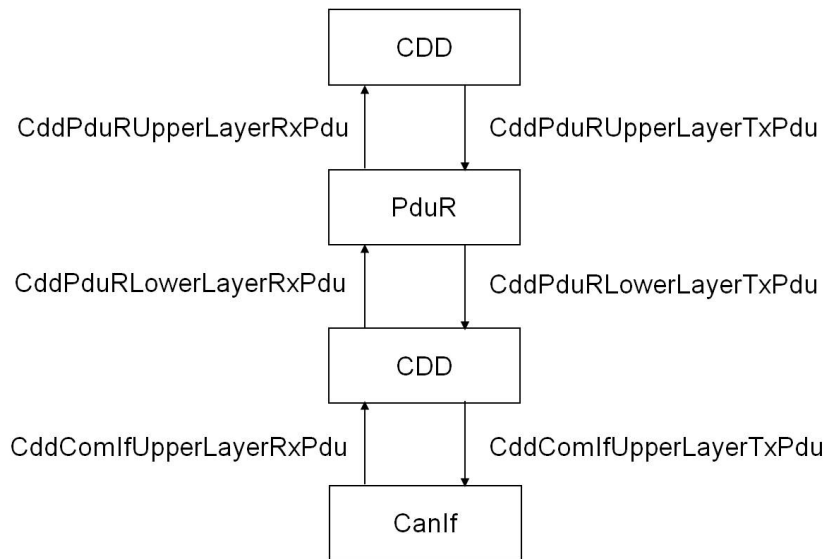 CDD
CddPduRUpperLayerRxPdu
CddPduRUpperLayerTxPdu
PduR
CddPduRLowerLayerRxPdu
CddPduRLowerLayerTxPdu
CDD
CddComIfUpperLayerRxPdu
CddComIfUpperLayerTxPdu
CanIf